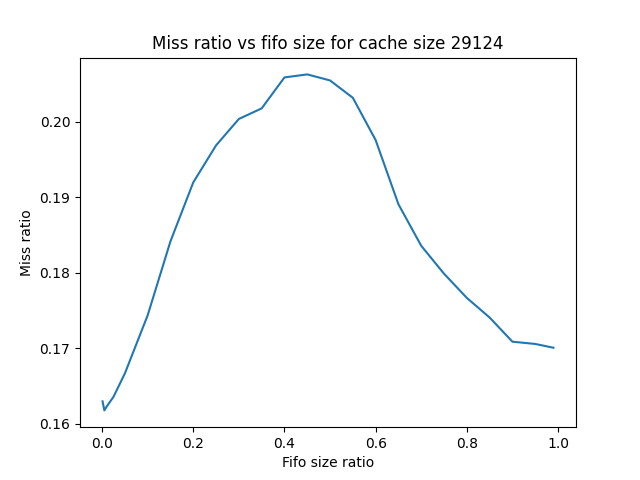 Miss ratio vs fifo size for cache size 29124
0.20
0.19
0.18
0.17
0.16
Miss ratio
0.0 0.2 0.4 0.6 0.8 1.0
Fifo size ratio